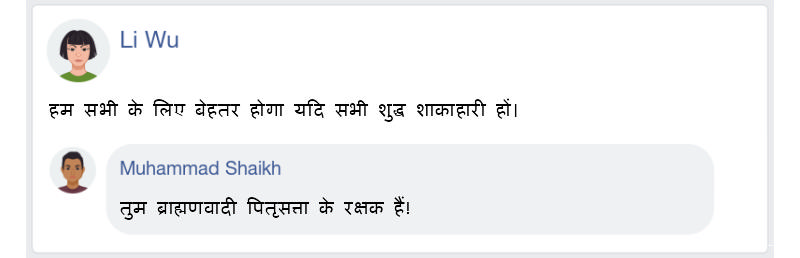 Li Wu
हम सभी के लिए बेहतर होगा यदि सभी शुद्ध शाकाहारी हों।
Muhammad Shaikh
तुम ब्राह्मणवादी पितृसत्ता के रक्षक हैं!